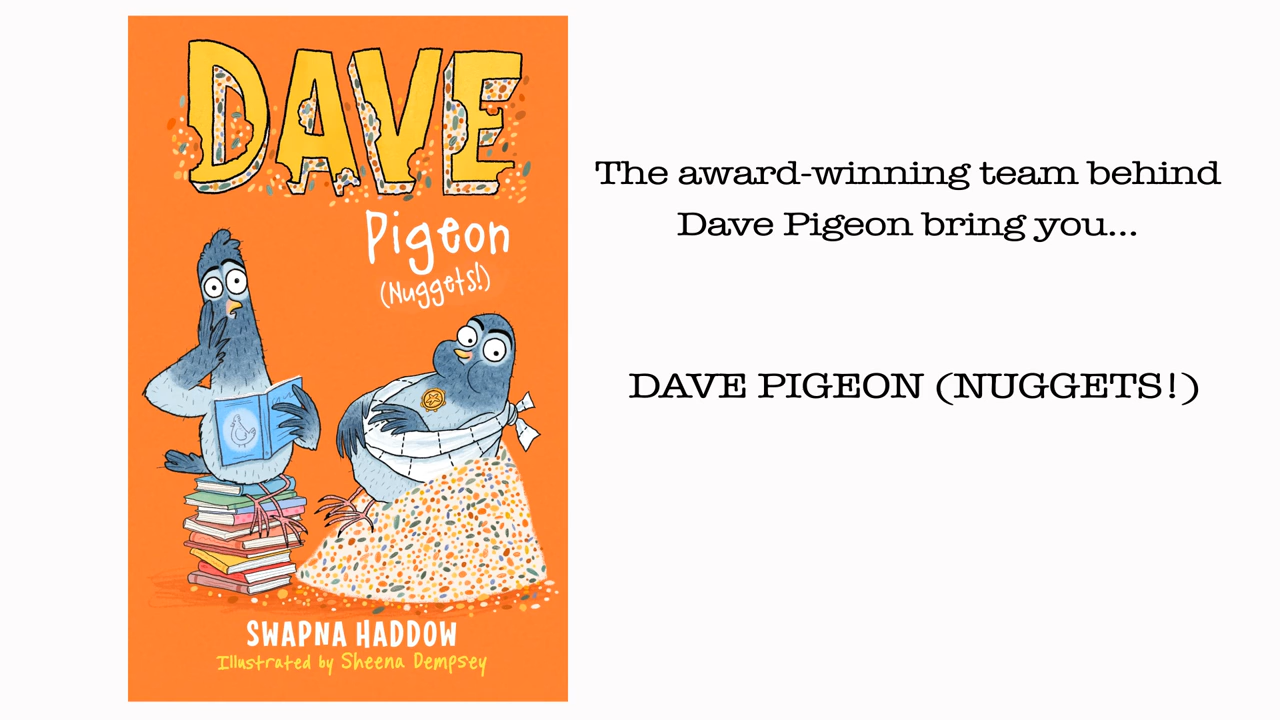 DAVE
Pigeon
(Nuggets!)
SWAPNA HADDOW
Illustrated by Sheena Dempsey
The award-winning team behind
Dave Pigeon bring you...
DAVE PIGEON (NUGGETS!)